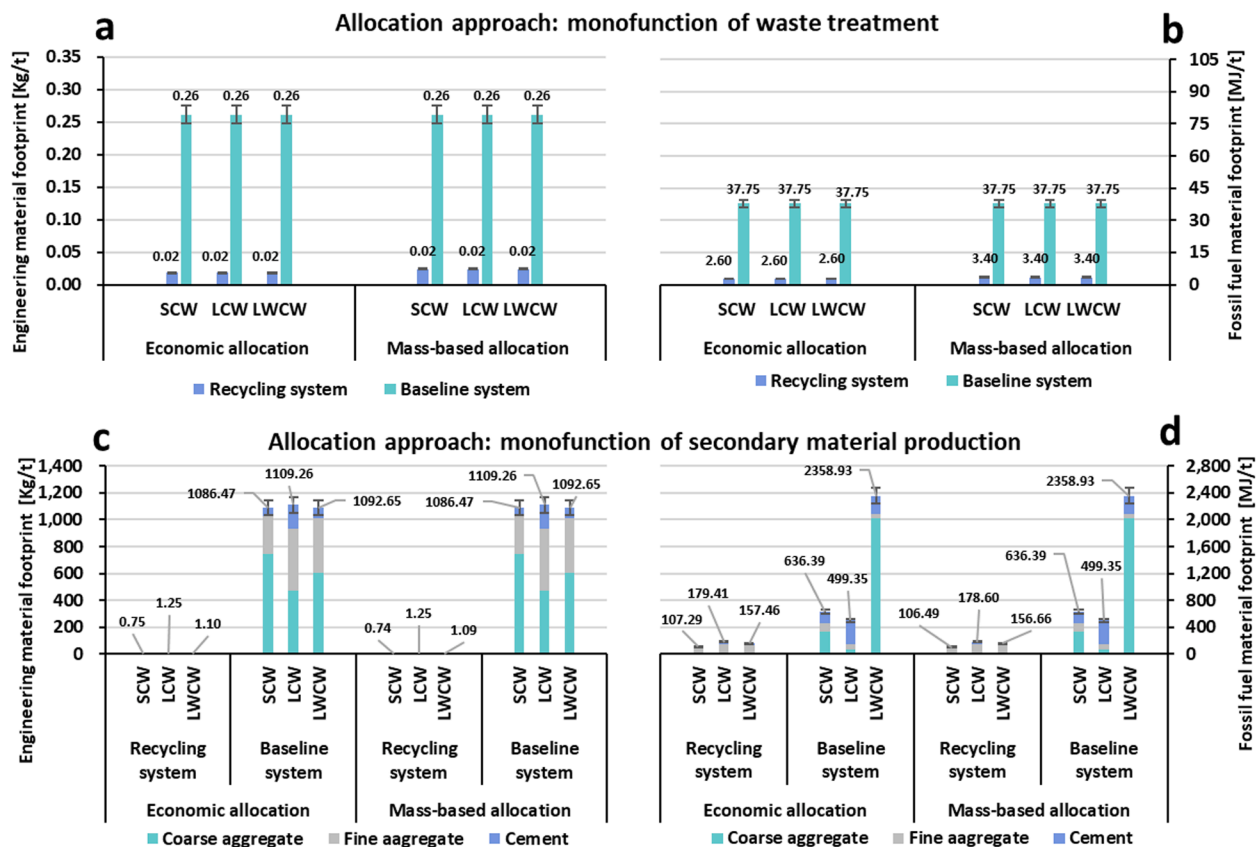 a
Allocation approach: monofunction of waste treatment
b
Engineering material footprint [Kg/t]
0.35
0.30
0.25
0.20
0.15
0.10
0.05
0.00
0.26 0.26 0.26 0.26 0.26 0.26
0.02 0.02 0.02 0.02 0.02 0.02
SCW LCW LWCW SCW LCW LWCW
Economic allocation Mass-based allocation
Recycling system Baseline system
Fossil fuel material footprint [MJ/t]
105
90
75
60
45
30
15
0
37.75 37.75 37.75 37.75 37.75 37.75
2.60 2.60 2.60 3.40 3.40 3.40
SCW LCW LWCW SCW LCW LWCW
Economic allocation Mass-based allocation
Recycling system Baseline system
c
Allocation approach: monofunction of secondary material production
d
Engineering material footprint [Kg/t]
1,400
1,200
1,000
800
600
400
200
0
1086.47 1109.26 1092.65 1086.47 1109.26 1092.65
0.75 1.25 1.10 0.74 1.25 1.09
SCW LCW LWCW SCW LCW LWCW SCW LCW LWCW SCW LCW LWCW
Recycling system Baseline system Recycling system Baseline system
Economic allocation Mass-based allocation
Coarse aggregate Fine aagregate Cement
Fossil fuel material footprint [MJ/t]
2,800
2,400
2,000
1,600
1,200
800
400
0
2358.93 2358.93
636.39 499.35 636.39 499.35
107.29 179.41 157.46 106.49 178.60 156.66
SCW LCW LWCW SCW LCW LWCW SCW LCW LWCW SCW LCW LWCW
Recycling system Baseline system Recycling system Baseline system
Economic allocation Mass-based allocation
Coarse aggregate Fine aagregate Cement